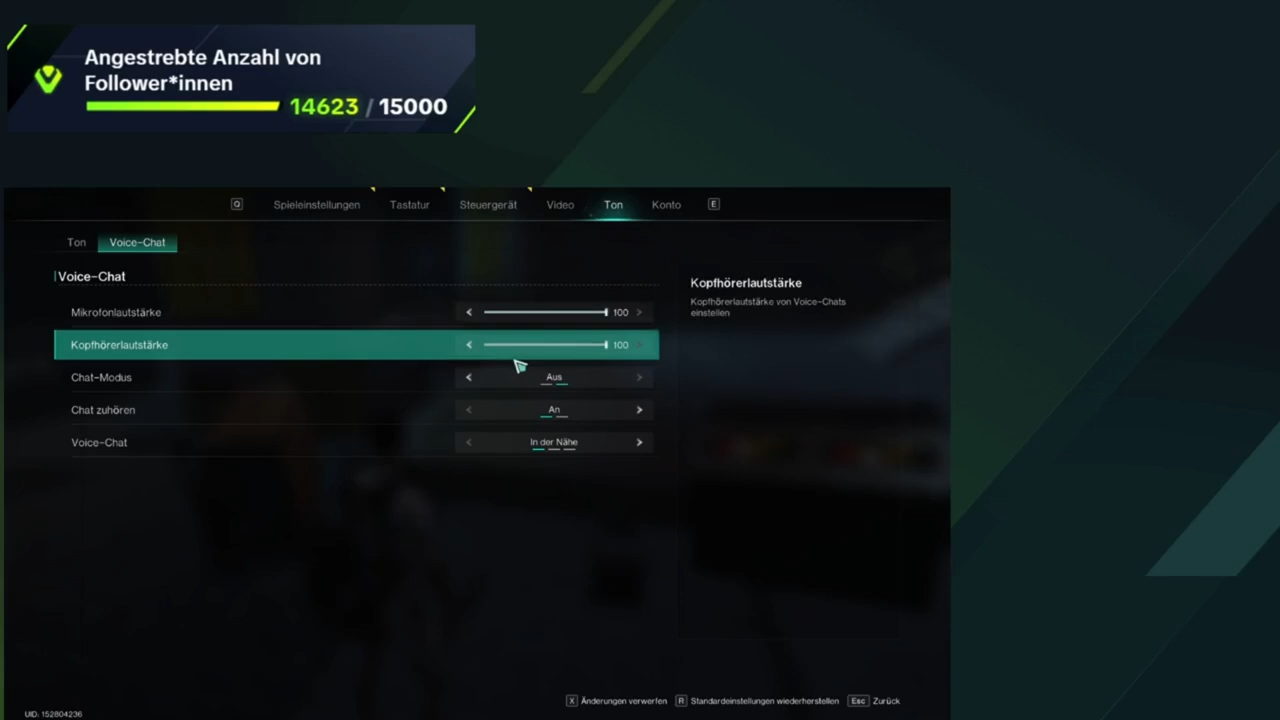 Angestrebte Anzahl von
Follower*innen
14623 / 15000
Q Spieleinstellungen Tastatur Steuergerät Video Ton Konto E
Ton Voice-Chat
Voice-Chat
Mikrofonlautstärke 100
Kopfhörerlautstärke 100
Chat-Modus Aus
Chat zuhören An
Voice-Chat In der Nähe
Kopfhörerlautstärke
Kopfhörerlautstärke von Voice-Chats
einstellen
X Änderungen verwerfen R Standardeinstellungen wiederherstellen Esc Zurück
UID: 152804236